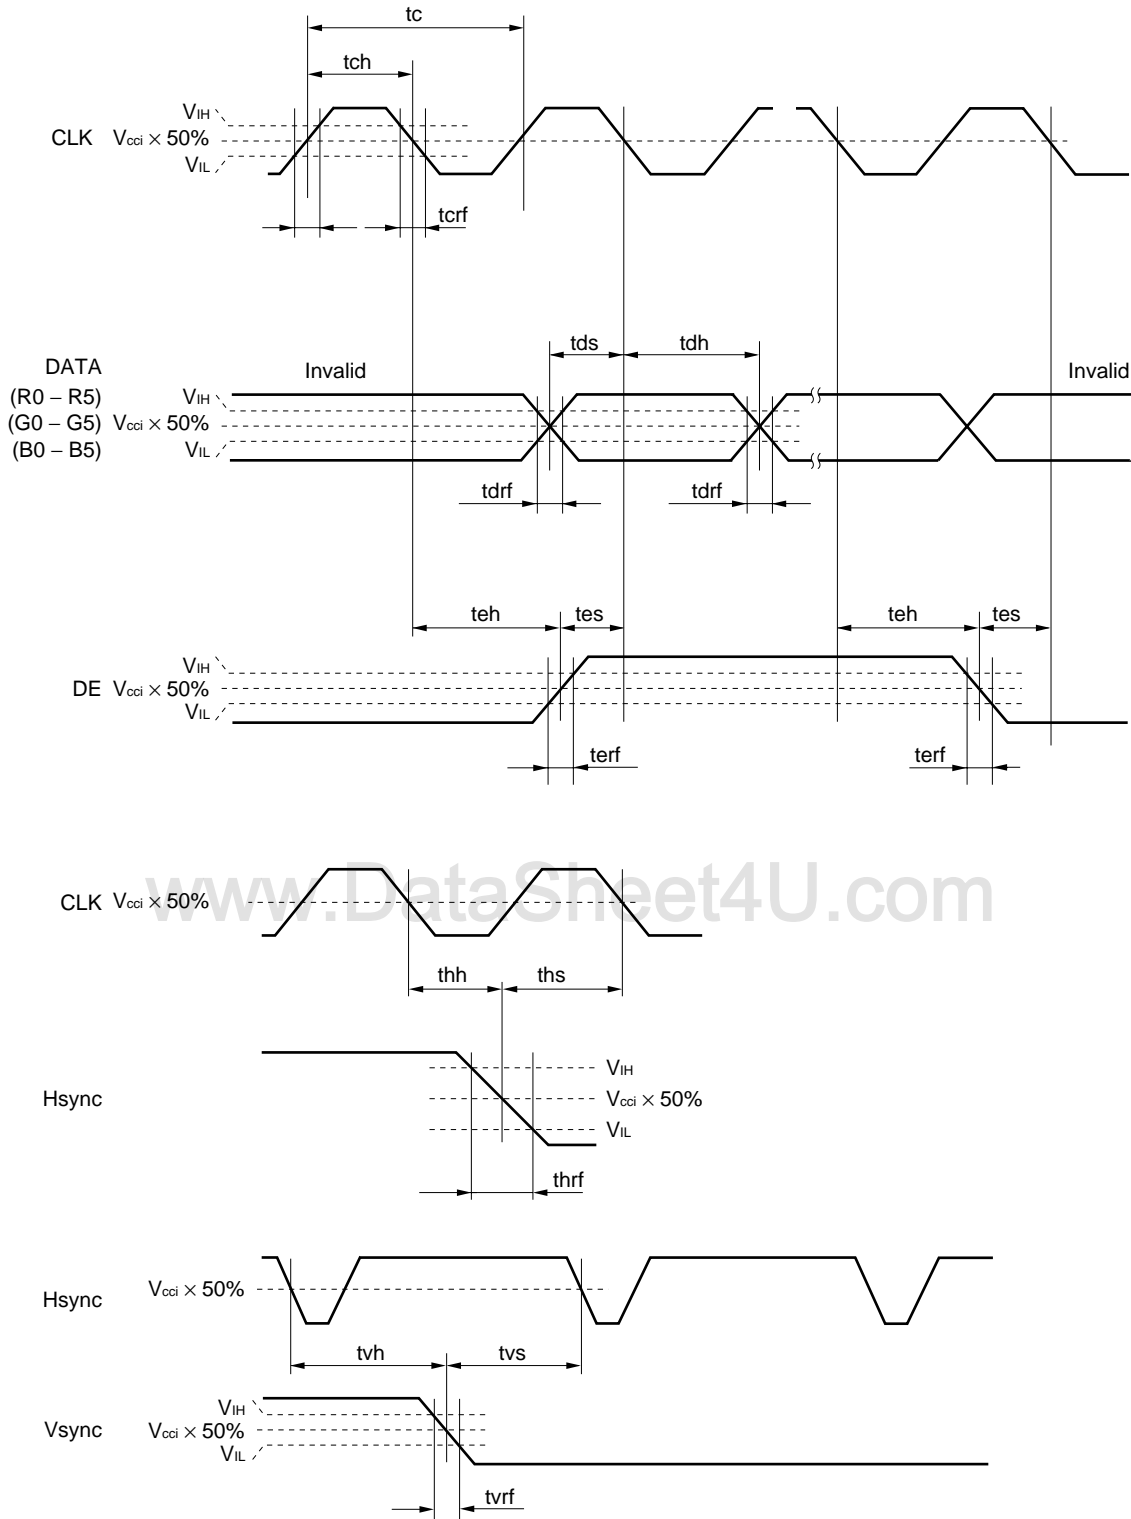 tc
tch
VIH
CLK Vcci × 50%
VIL
tcrf
tds tdh
DATA
Invalid Invalid
(R0 – R5) VIH
(G0 – G5) Vcci × 50%
(B0 – B5) VIL
tdrf tdrf
teh tes teh tes
VIH
DE Vcci × 50%
VIL
terf terf
www.DataSheet4U.com
CLK Vcci × 50%
thh ths
VIH
Hsync Vcci × 50%
VIL
thrf
Vcci × 50%
Hsync
tvh tvs
VIH
Vsync Vcci × 50%
VIL
tvrf